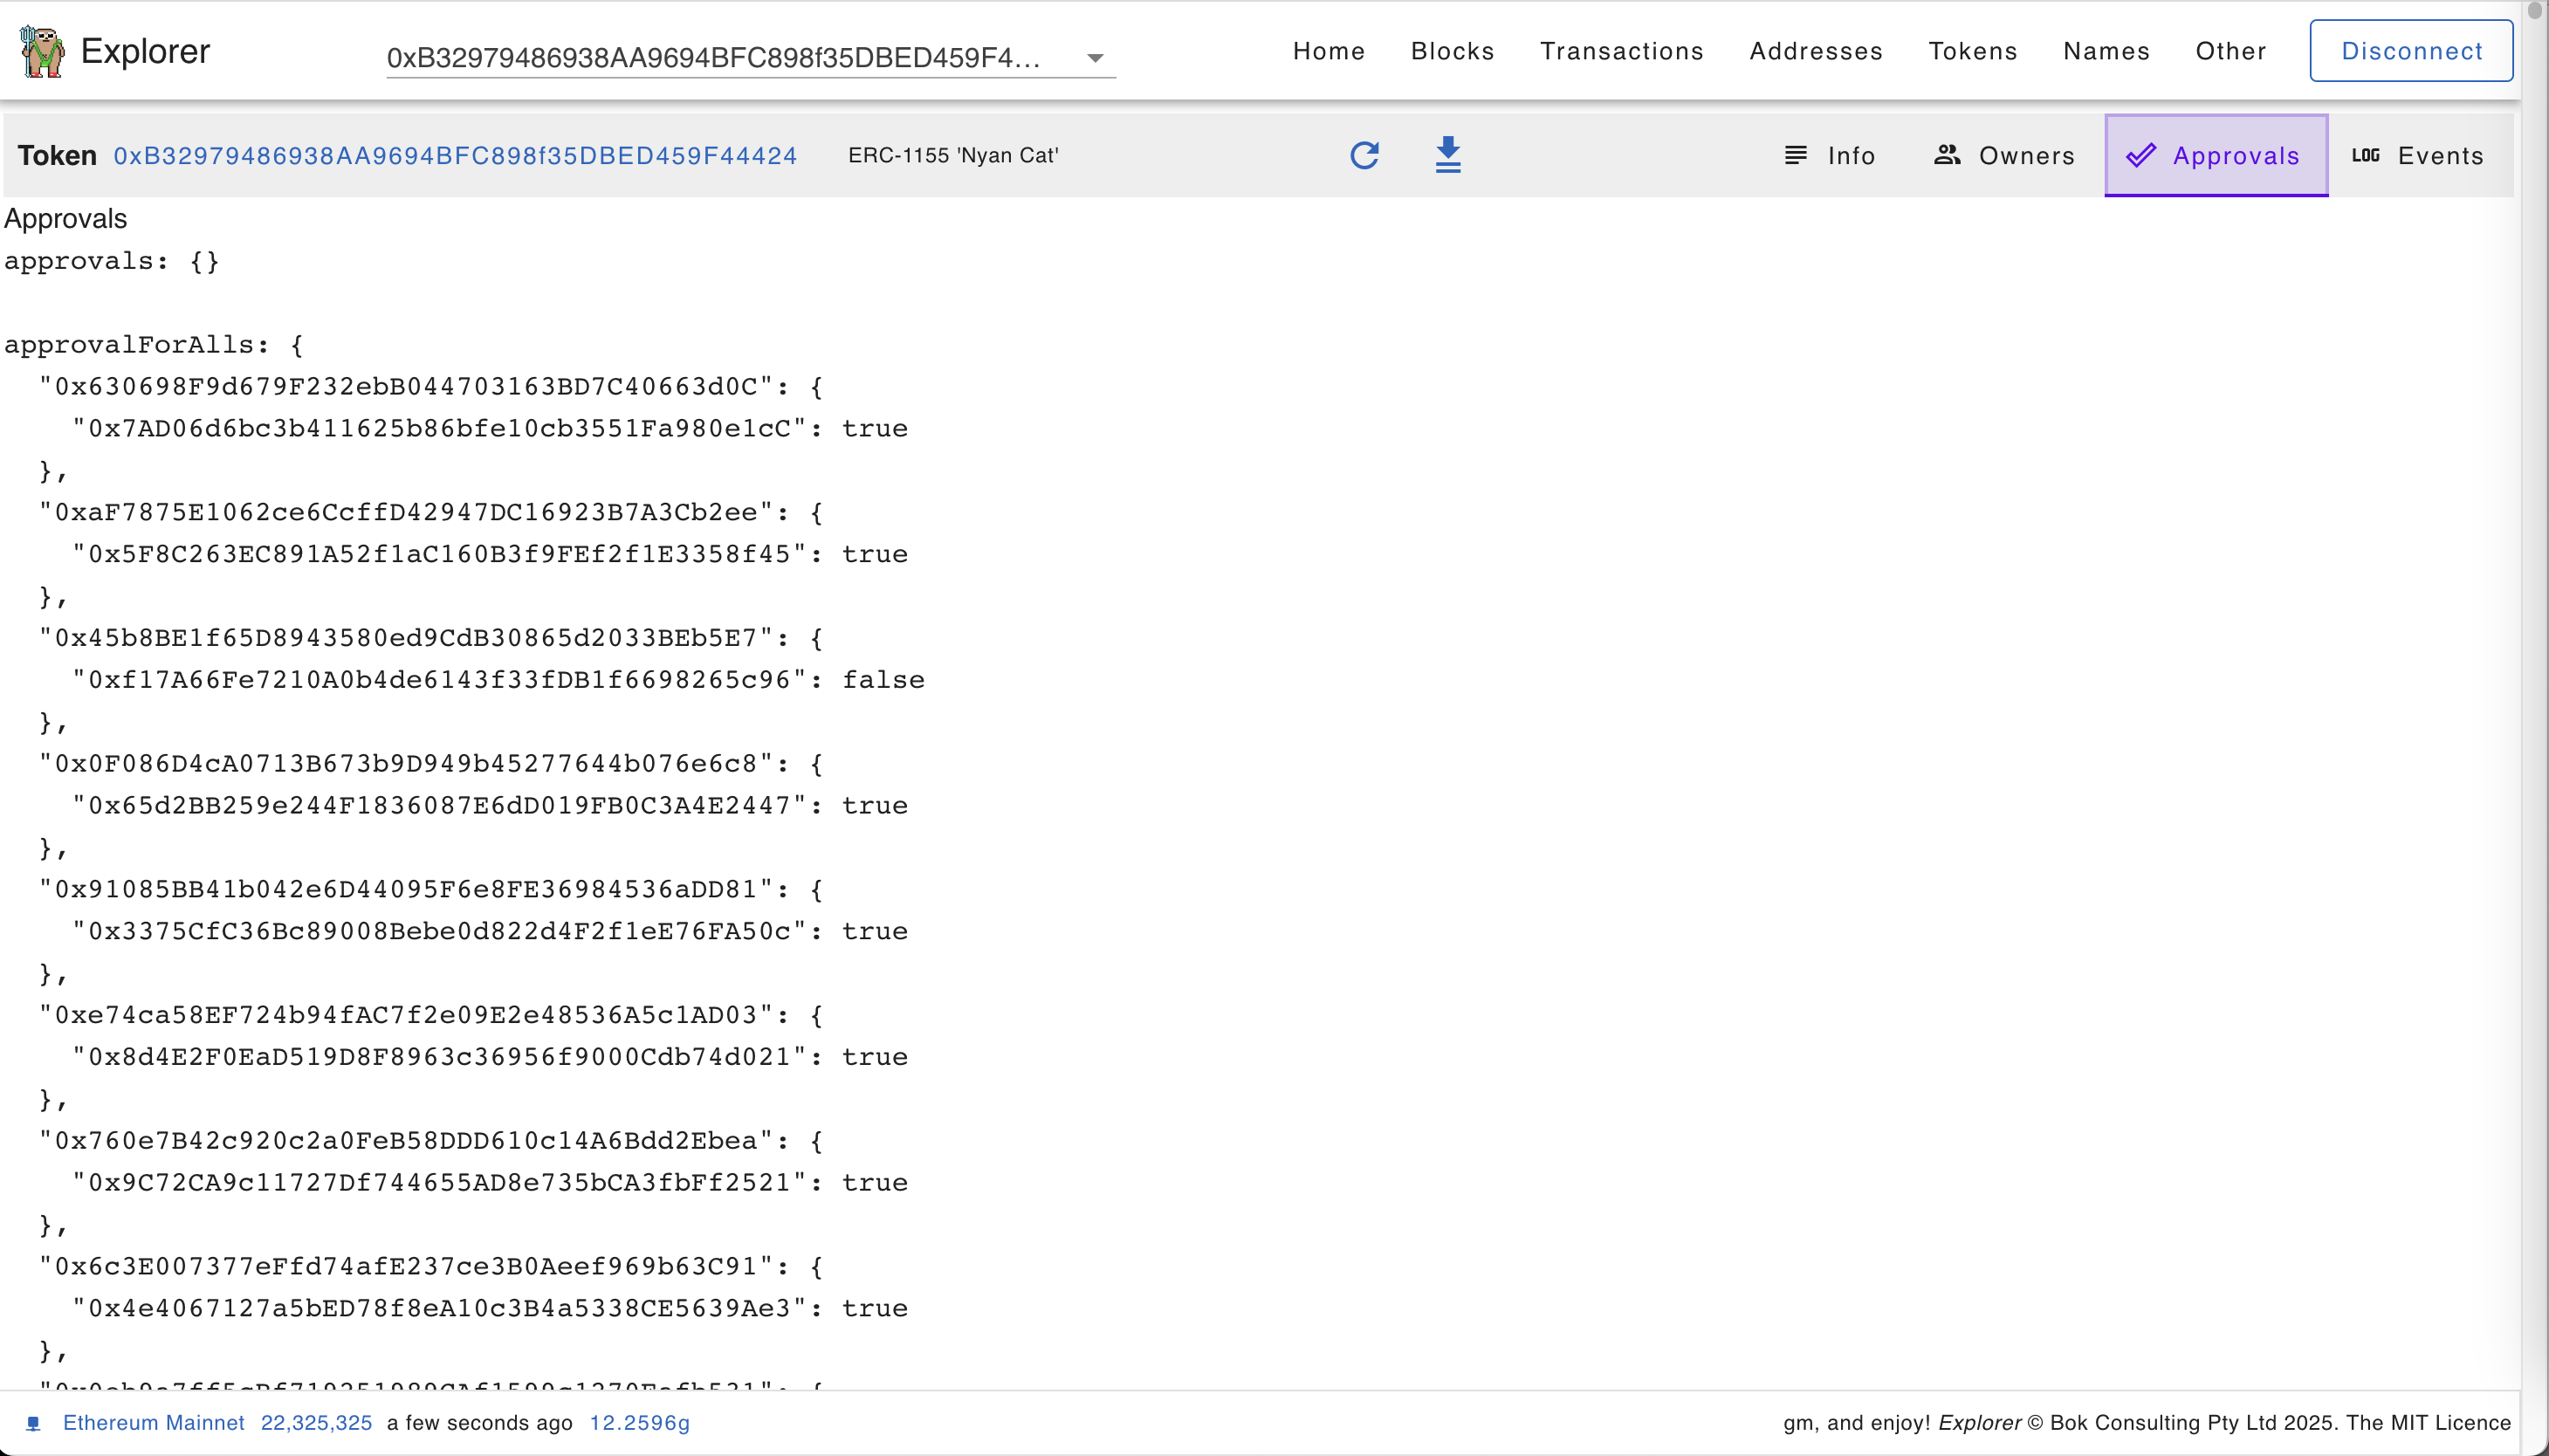 Explorer
0xB32979486938AA9694BFC898f35DBED459F4...
Home Blocks Transactions Addresses Tokens Names Other Disconnect
Token 0xB32979486938AA9694BFC898f35DBED459F44424 ERC-1155 'Nyan Cat' Info Owners Approvals LOG Events
Approvals
approvals: {}
approvalForAlls: {
"0x630698F9d679F232ebB044703163BD7C40663d0C": {
"0x7AD06d6bc3b411625b86bfe10cb3551Fa980e1cC": true
},
"0xaF7875E1062ce6CcffD42947DC16923B7A3Cb2ee": {
"0x5F8C263EC891A52f1aC160B3f9FEf2f1E3358f45": true
},
"0x45b8BE1f65D8943580ed9CdB30865d2033BEb5E7": {
"0xf17A66Fe7210A0b4de6143f33fDB1f6698265c96": false
},
"0x0F086D4cA0713B673b9D949b45277644b076e6c8": {
"0x65d2BB259e244F1836087E6dD019FB0C3A4E2447": true
},
"0x91085BB41b042e6D44095F6e8FE36984536aDD81": {
"0x3375CfC36Bc89008Bebe0d822d4F2f1eE76FA50c": true
},
"0xe74ca58EF724b94fAC7f2e09E2e48536A5c1AD03": {
"0x8d4E2F0EaD519D8F8963c36956f9000Cdb74d021": true
},
"0x760e7B42c920c2a0FeB58DDD610c14A6Bdd2Ebea": {
"0x9C72CA9c11727Df744655AD8e735bCA3fbFf2521": true
},
"0x6c3E007377eFfd74afE237ce3B0Aeef969b63C91": {
"0x4e4067127a5bED78f8eA10c3B4a5338CE5639Ae3": true
},
Ethereum Mainnet 22,325,325 a few seconds ago 12.2596g
gm, and enjoy! Explorer © Bok Consulting Pty Ltd 2025. The MIT Licence